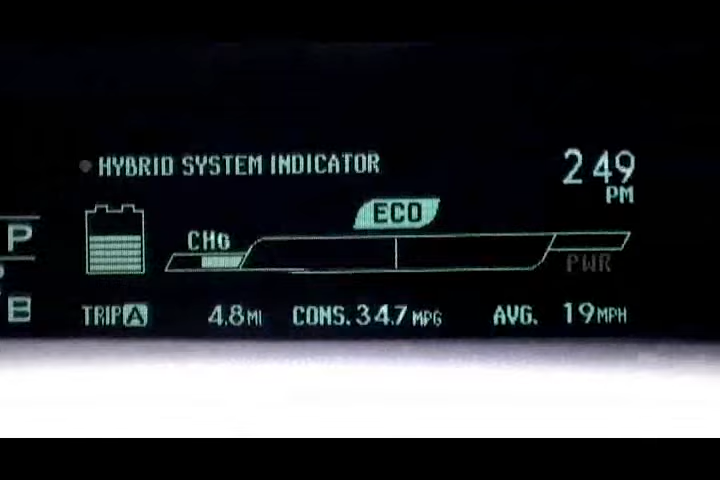 HYBRID SYSTEM INDICATOR
2 49
PM
ECO
CHG
PWR
P
B
TRIP A 4.8 MI CONS. 34.7 MPG AVG. 19 MPH